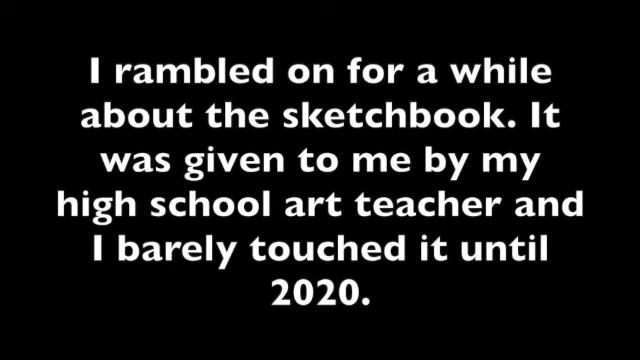 I rambled on for a while
about the sketchbook. It
was given to me by my
high school art teacher and
I barely touched it until
2020.